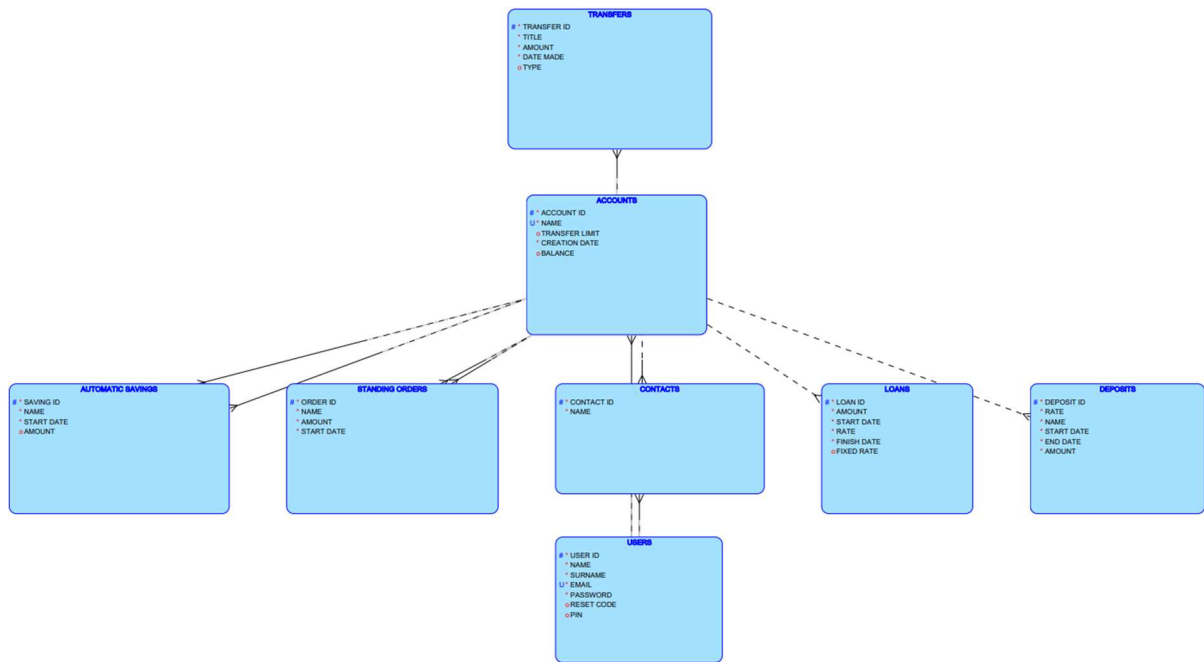 TRANSFERS
# * TRANSFER ID
* TITLE
* AMOUNT
* DATE MADE
o TYPE
ACCOUNTS
# * ACCOUNT ID
U * NAME
o TRANSFER LIMIT
* CREATION DATE
o BALANCE
AUTOMATIC SAVINGS
# * SAVING ID
* NAME
* START DATE
o AMOUNT
STANDING ORDERS
# * ORDER ID
* NAME
* AMOUNT
* START DATE
CONTACTS
# * CONTACT ID
* NAME
LOANS
# * LOAN ID
* AMOUNT
* START DATE
* RATE
* FINISH DATE
o FIXED RATE
DEPOSITS
# * DEPOSIT ID
* RATE
* NAME
* START DATE
* END DATE
* AMOUNT
USERS
# * USER ID
* NAME
* SURNAME
U * EMAIL
* PASSWORD
o RESET CODE
o PIN